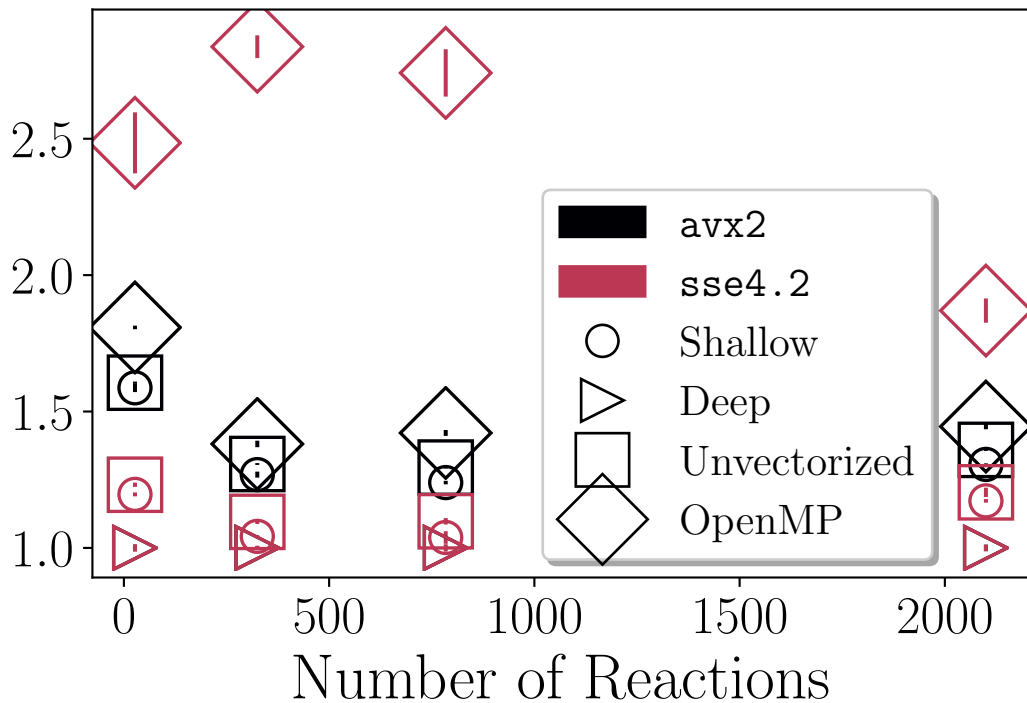 2.5
2.0
1.5
1.0
avx2
sse4.2
Shallow
Deep
Unvectorized
OpenMP
0 500 1000 1500 2000
Number of Reactions